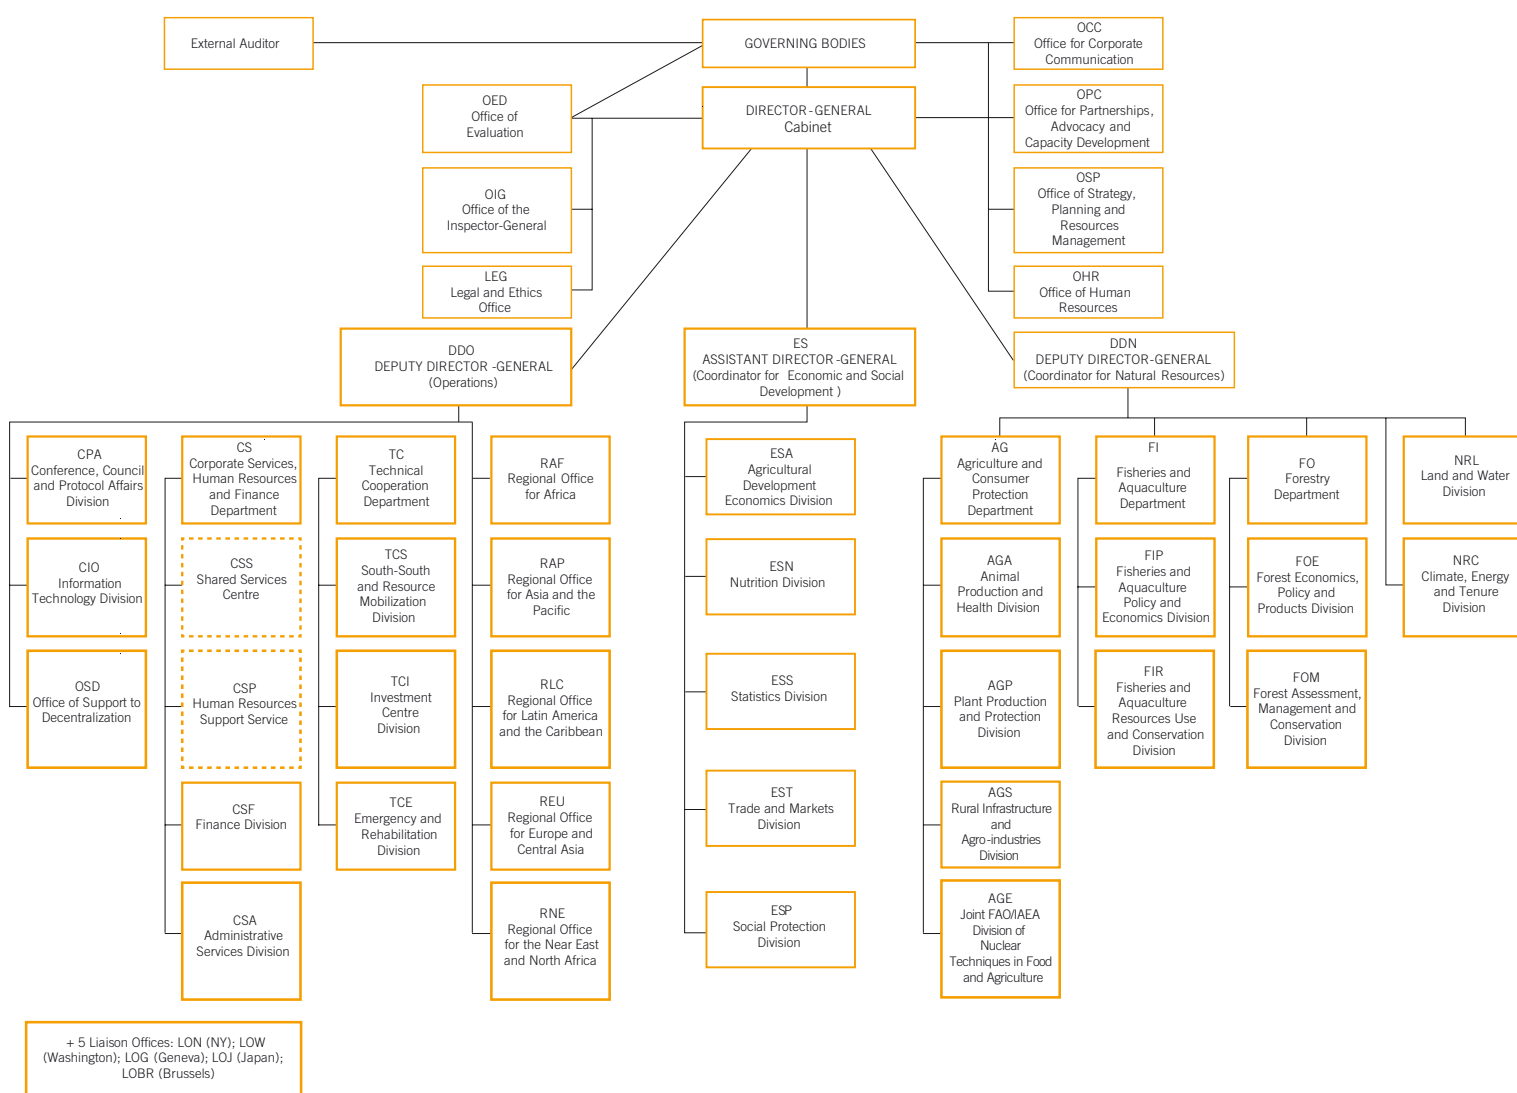 External Auditor
GOVERNING BODIES
OCC
Office for Corporate
Communication
OED
Office of
Evaluation
DIRECTOR-GENERAL
Cabinet
OPC
Office for Partnerships,
Advocacy and
Capacity Development
OIG
Office of the
Inspector-General
OSP
Office of Strategy,
Planning and
Resources
Management
LEG
Legal and Ethics
Office
OHR
Office of Human
Resources
DDO
DEPUTY DIRECTOR -GENERAL
(Operations)
ES
ASSISTANT DIRECTOR -GENERAL
(Coordinator for Economic and Social
Development )
DDN
DEPUTY DIRECTOR-GENERAL
(Coordinator for Natural Resources)
CPA
Conference, Council
and Protocol Affairs
Division
CS
Corporate Services,
Human Resources
and Finance
Department
TC
Technical
Cooperation
Department
RAF
Regional Office
for Africa
ESA
Agricultural
Development
Economics Division
AG
Agriculture and
Consumer
Protection
Department
FI
Fisheries and
Aquaculture
Department
FO
Forestry
Department
NRL
Land and Water
Division
CIO
Information
Technology Division
CSS
Shared Services
Centre
TCS
South-South
and Resource
Mobilization
Division
RAP
Regional Office
for Asia and the
Pacific
ESN
Nutrition Division
AGA
Animal
Production and
Health Division
FIP
Fisheries and
Aquaculture
Policy and
Economics Division
FOE
Forest Economics,
Policy and
Products Division
NRC
Climate, Energy
and Tenure
Division
OSD
Office of Support to
Decentralization
CSP
Human Resources
Support Service
TCI
Investment
Centre
Division
RLC
Regional Office
for Latin America
and the Caribbean
ESS
Statistics Division
AGP
Plant Production
and Protection
Division
FIR
Fisheries and
Aquaculture
Resources Use
and Conservation
Division
FOM
Forest Assessment,
Management and
Conservation
Division
CSF
Finance Division
TCE
Emergency and
Rehabilitation
Division
REU
Regional Office
for Europe and
Central Asia
EST
Trade and Markets
Division
AGS
Rural Infrastructure
and
Agro-industries
Division
CSA
Administrative
Services Division
RNE
Regional Office
for the Near East
and North Africa
ESP
Social Protection
Division
AGE
Joint FAO/IAEA
Division of
Nuclear
Techniques in Food
and Agriculture
+ 5 Liaison Offices: LON (NY); LOW
(Washington); LOG (Geneva); LOJ (Japan);
LOBR (Brussels)